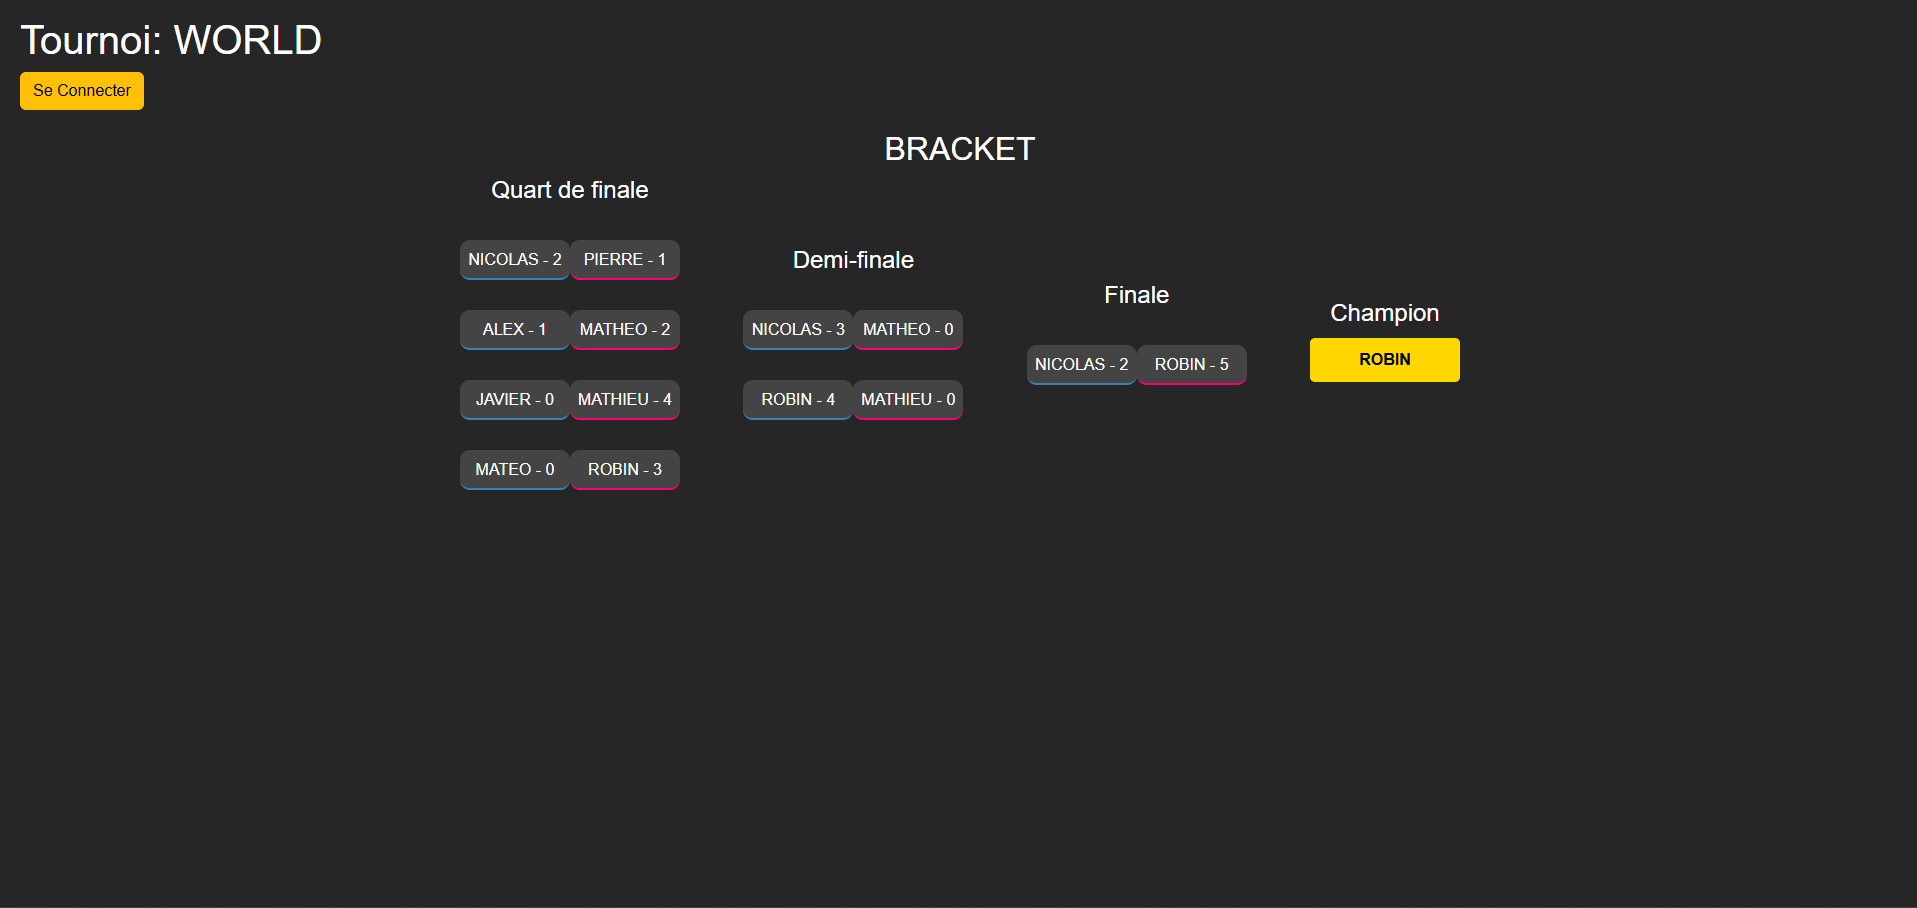 Tournoi: WORLD
Se Connecter
BRACKET
Quart de finale
NICOLAS - 2 PIERRE - 1
ALEX - 1 MATHEO - 2
JAVIER - 0 MATHIEU - 4
MATEO - 0 ROBIN - 3
Demi-finale
NICOLAS - 3 MATHEO - 0
ROBIN - 4 MATHIEU - 0
Finale
NICOLAS - 2 ROBIN - 5
Champion
ROBIN